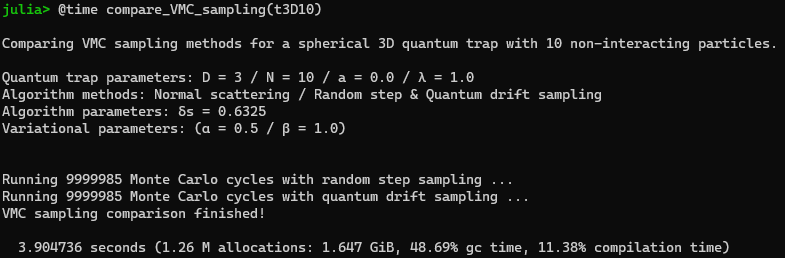 julia> @time compare_VMC_sampling(t3D10)
Comparing VMC sampling methods for a spherical 3D quantum trap with 10 non-interacting particles.
Quantum trap parameters: D = 3 / N = 10 / a = 0.0 / λ = 1.0
Algorithm methods: Normal scattering / Random step & Quantum drift sampling
Algorithm parameters: δs = 0.6325
Variational parameters: (α = 0.5 / β = 1.0)
Running 9999985 Monte Carlo cycles with random step sampling ...
Running 9999985 Monte Carlo cycles with quantum drift sampling ...
VMC sampling comparison finished!
3.904736 seconds (1.26 M allocations: 1.647 GiB, 48.69% gc time, 11.38% compilation time)